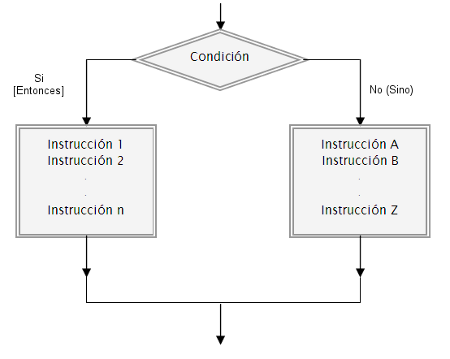 Condición
Si
[Entonces]
No (Sino)
Instrucción 1
Instrucción 2
.
.
Instrucción n
Instrucción A
Instrucción B
.
.
Instrucción Z